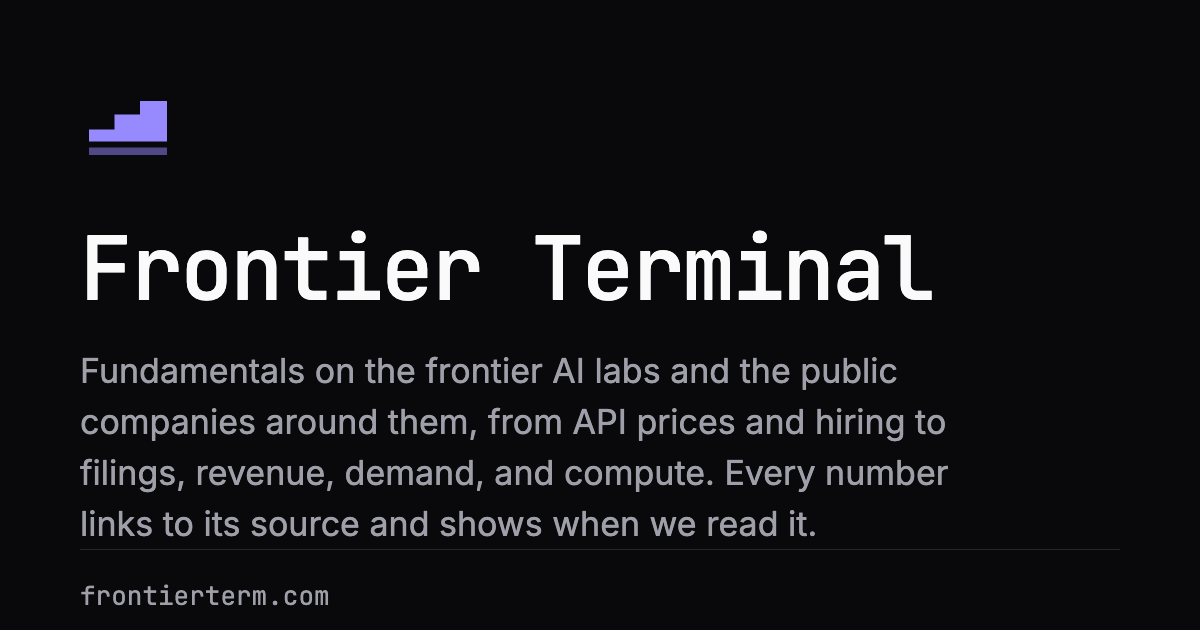 Frontier Terminal
Fundamentals on the frontier AI labs and the public
companies around them, from API prices and hiring to
filings, revenue, demand, and compute. Every number
links to its source and shows when we read it.
frontierterm.com